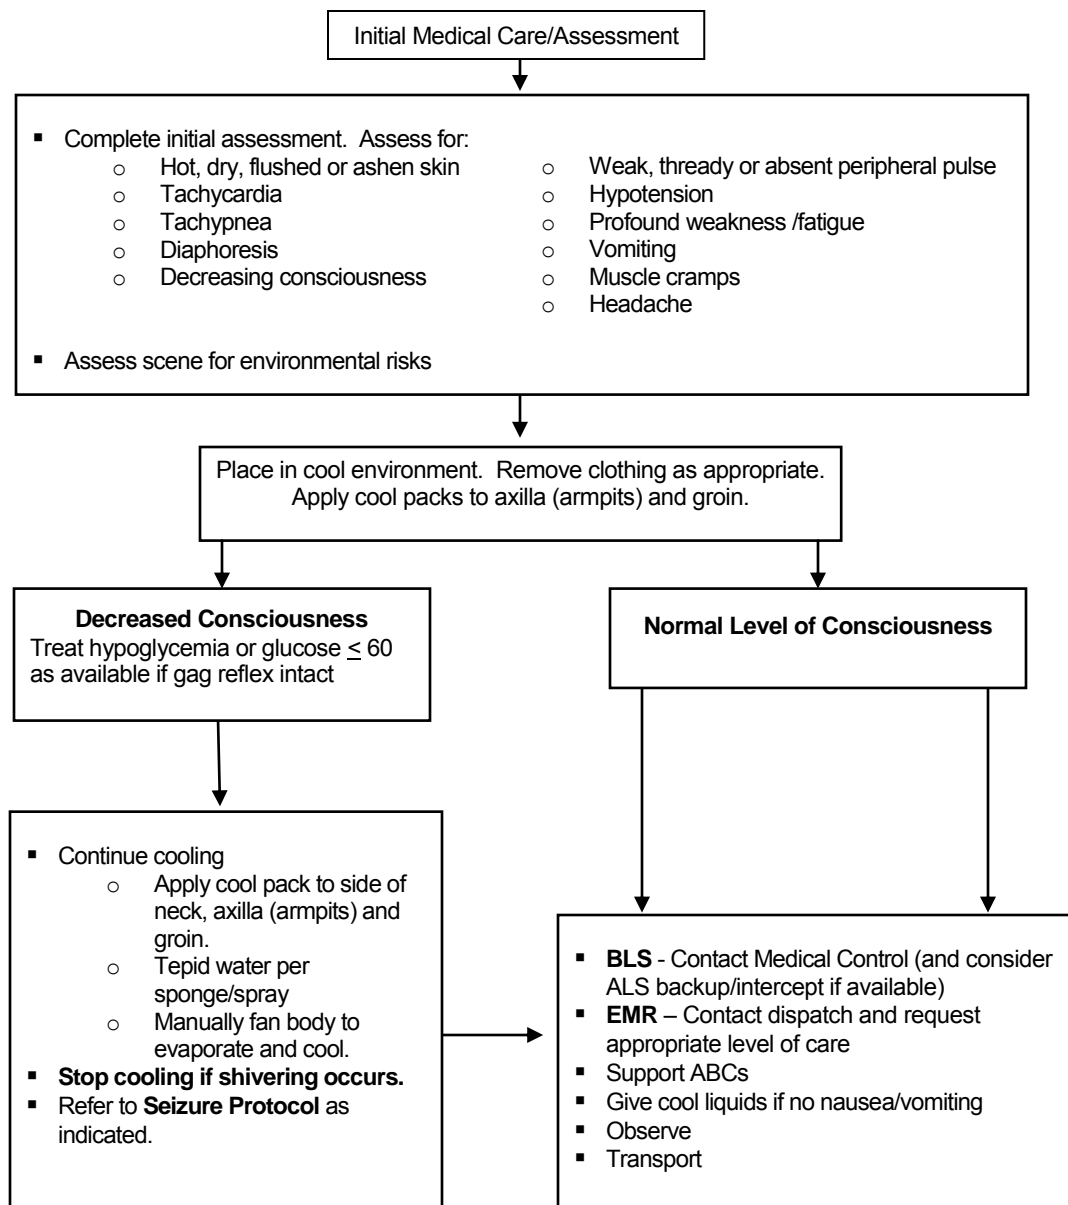 Initial Medical Care/Assessment
▪ Complete initial assessment.  Assess for:
o Hot, dry, flushed or ashen skin
o Tachycardia
o Tachypnea
o Diaphoresis
o Decreasing consciousness
o Weak, thready or absent peripheral pulse
o Hypotension
o Profound weakness /fatigue
o Vomiting
o Muscle cramps
o Headache
▪ Assess scene for environmental risks
Place in cool environment.  Remove clothing as appropriate.
Apply cool packs to axilla (armpits) and groin.
Decreased Consciousness
Treat hypoglycemia or glucose ≤ 60
as available if gag reflex intact
Normal Level of Consciousness
▪ Continue cooling
o Apply cool pack to side of
neck, axilla (armpits) and
groin.
o Tepid water per
sponge/spray
o Manually fan body to
evaporate and cool.
▪ Stop cooling if shivering occurs.
▪ Refer to Seizure Protocol as
indicated.
▪ BLS - Contact Medical Control (and consider
ALS backup/intercept if available)
▪ EMR – Contact dispatch and request
appropriate level of care
▪ Support ABCs
▪ Give cool liquids if no nausea/vomiting
▪ Observe
▪ Transport